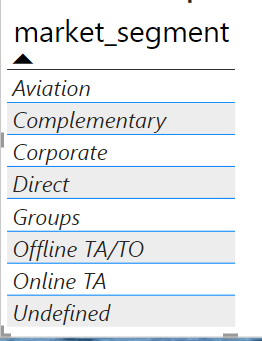 market_segment
Aviation
Complementary
Corporate
Direct
Groups
Offline TA/TO
Online TA
Undefined